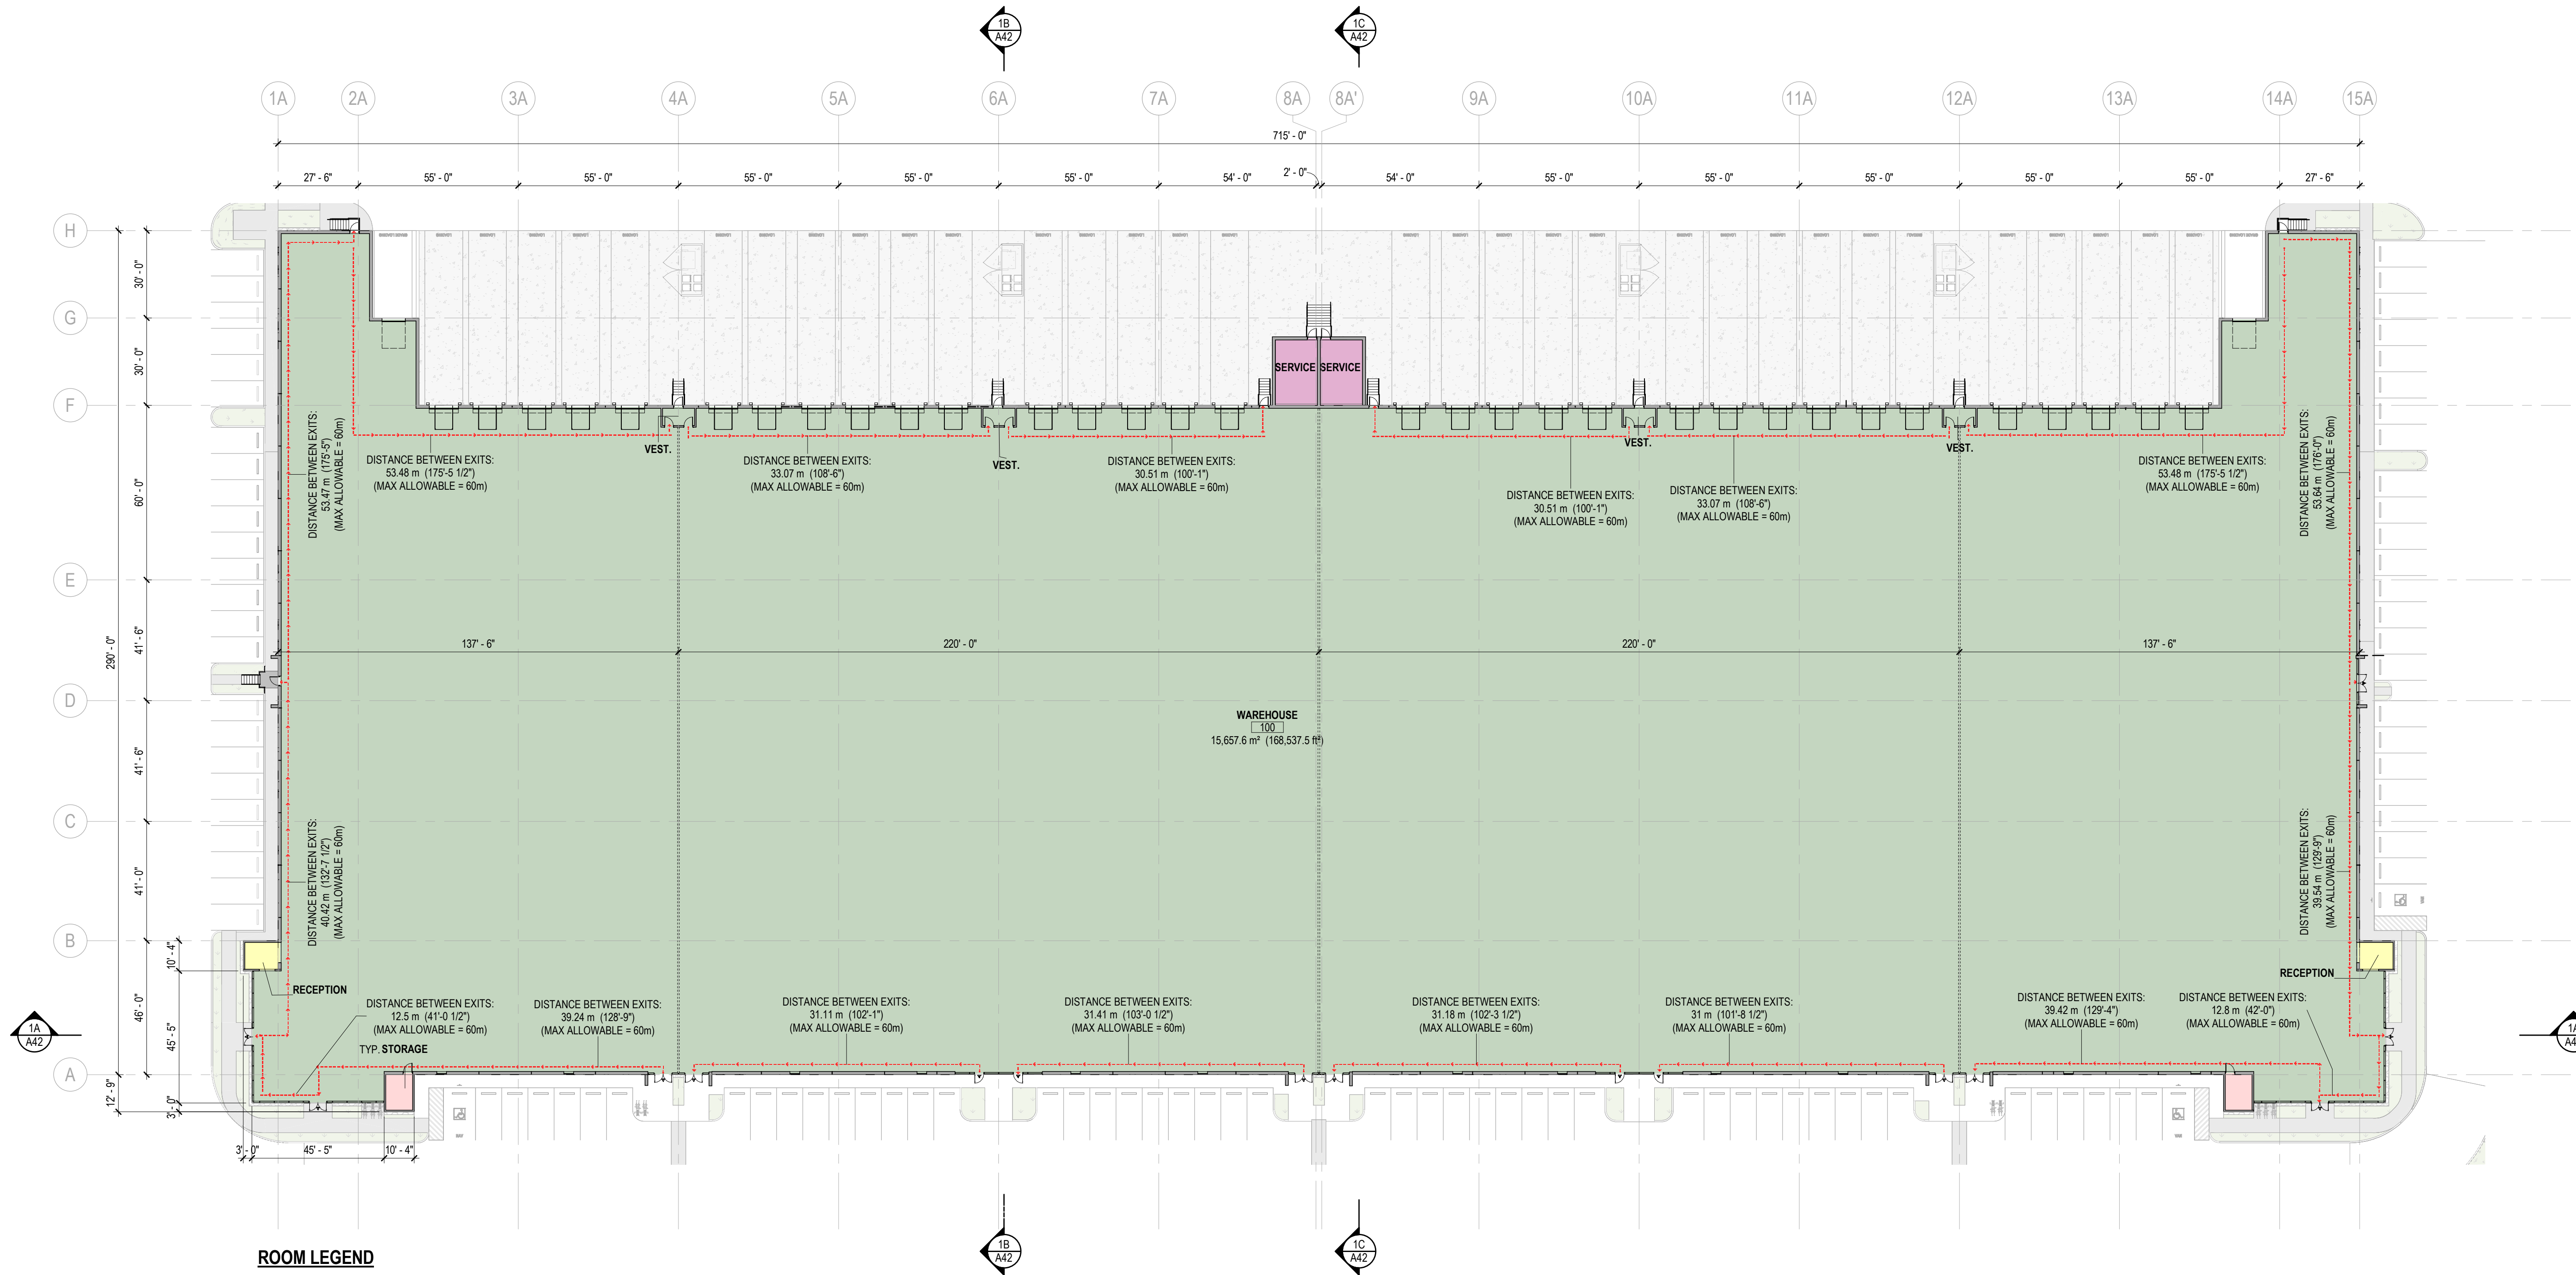 1B
A42
1C
A42
1A
2A
3A
4A
5A
6A
7A
8A
8A'
9A
10A
11A
12A
13A
14A
15A
715' - 0"
27' - 6"
55' - 0"
55' - 0"
55' - 0"
55' - 0"
55' - 0"
54' - 0"
2' - 0"
54' - 0"
55' - 0"
55' - 0"
55' - 0"
55' - 0"
55' - 0"
27' - 6"
H
G
F
E
D
C
B
A
290' - 0"
30' - 0"
30' - 0"
60' - 0"
41' - 6"
41' - 6"
41' - 0"
46' - 0"
12' - 9"
10' - 4"
45' - 5"
3' - 0"
SERVICE
SERVICE
DISTANCE BETWEEN EXITS:
53.47 m (175'-5")
(MAX ALLOWABLE = 60m)
DISTANCE BETWEEN EXITS:
53.48 m (175'-5 1/2")
(MAX ALLOWABLE = 60m)
VEST.
DISTANCE BETWEEN EXITS:
33.07 m (108'-6")
(MAX ALLOWABLE = 60m)
VEST.
DISTANCE BETWEEN EXITS:
30.51 m (100'-1")
(MAX ALLOWABLE = 60m)
DISTANCE BETWEEN EXITS:
30.51 m (100'-1")
(MAX ALLOWABLE = 60m)
VEST.
DISTANCE BETWEEN EXITS:
33.07 m (108'-6")
(MAX ALLOWABLE = 60m)
VEST.
DISTANCE BETWEEN EXITS:
53.48 m (175'-5 1/2")
(MAX ALLOWABLE = 60m)
DISTANCE BETWEEN EXITS:
53.64 m (176'-0")
(MAX ALLOWABLE = 60m)
137' - 6"
220' - 0"
220' - 0"
137' - 6"
WAREHOUSE
100
15,657.6 m² (168,537.5 ft²)
DISTANCE BETWEEN EXITS:
40.42 m (132'-7 1/2")
(MAX ALLOWABLE = 60m)
DISTANCE BETWEEN EXITS:
39.54 m (129'-9")
(MAX ALLOWABLE = 60m)
RECEPTION
RECEPTION
DISTANCE BETWEEN EXITS:
12.5 m (41'-0 1/2")
(MAX ALLOWABLE = 60m)
DISTANCE BETWEEN EXITS:
39.24 m (128'-9")
(MAX ALLOWABLE = 60m)
DISTANCE BETWEEN EXITS:
31.11 m (102'-1")
(MAX ALLOWABLE = 60m)
DISTANCE BETWEEN EXITS:
31.41 m (103'-0 1/2")
(MAX ALLOWABLE = 60m)
DISTANCE BETWEEN EXITS:
31.18 m (102'-3 1/2")
(MAX ALLOWABLE = 60m)
DISTANCE BETWEEN EXITS:
31 m (101'-8 1/2")
(MAX ALLOWABLE = 60m)
DISTANCE BETWEEN EXITS:
39.42 m (129'-4")
(MAX ALLOWABLE = 60m)
DISTANCE BETWEEN EXITS:
12.8 m (42'-0")
(MAX ALLOWABLE = 60m)
TYP. STORAGE
1A
A42
3' - 0"
45' - 5"
10' - 4"
1B
A42
1C
A42
ROOM LEGEND